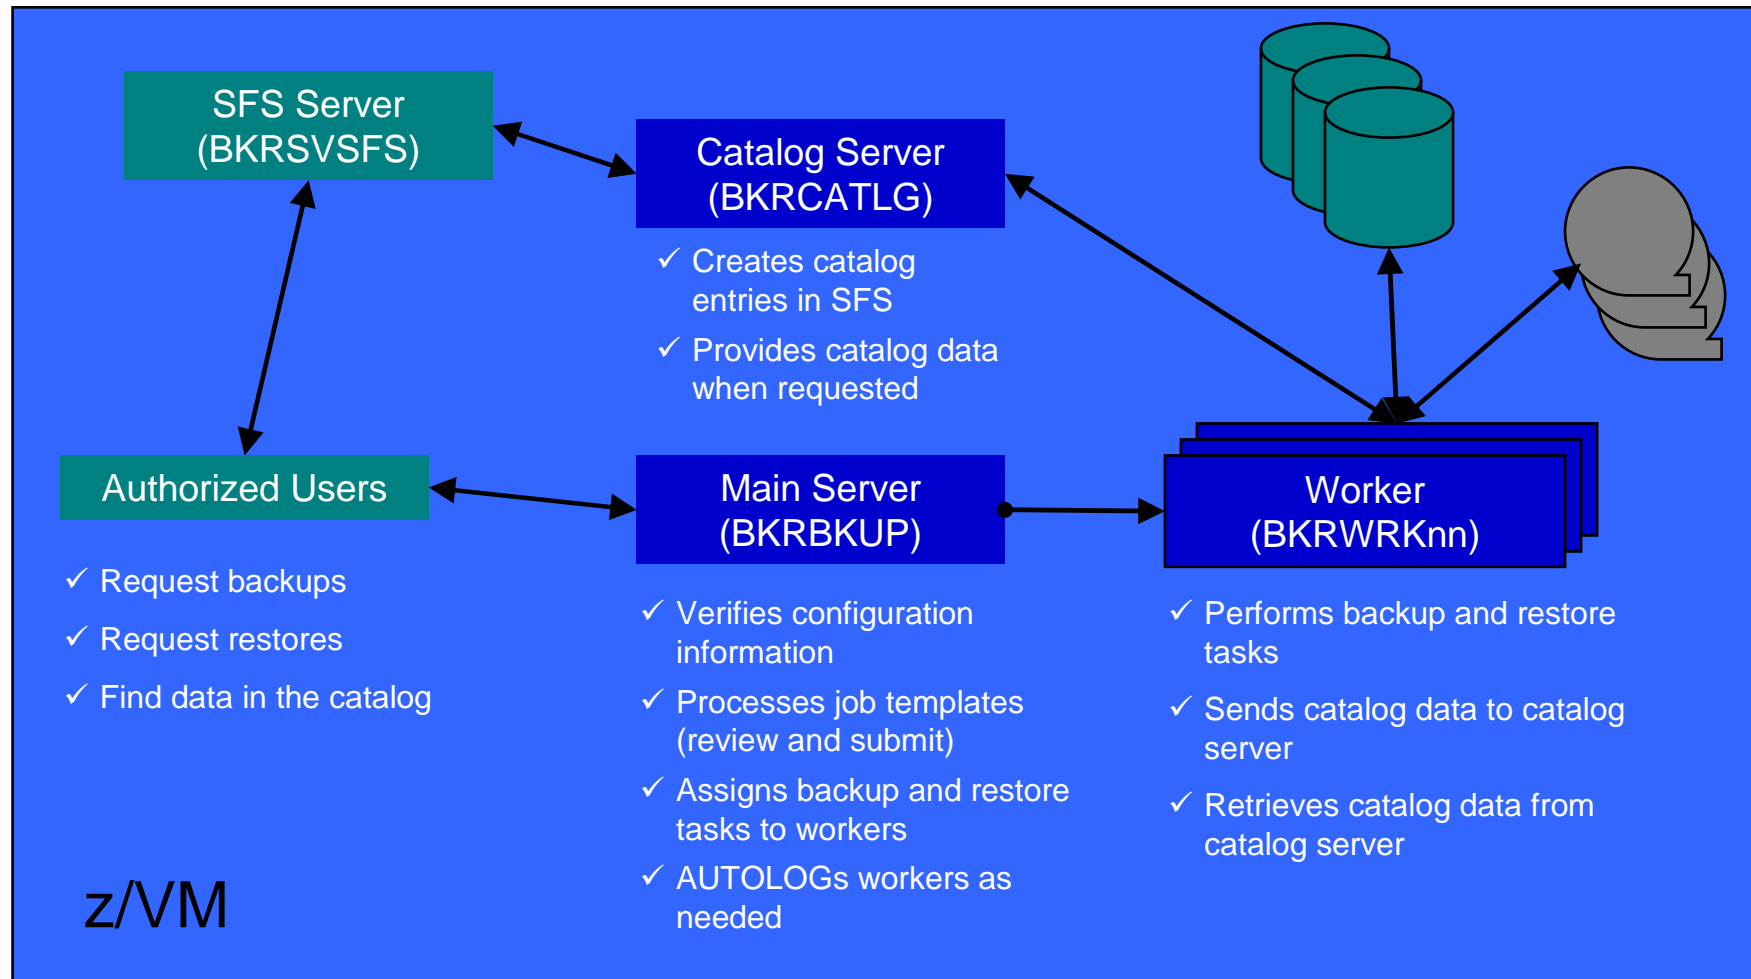 SFS Server
(BKRSVSFS)
Catalog Server
(BKRCATLG)
✓ Creates catalog
entries in SFS
✓ Provides catalog data
when requested
Authorized Users
✓ Request backups
✓ Request restores
✓ Find data in the catalog
Main Server
(BKRBKUP)
✓ Verifies configuration
information
✓ Processes job templates
(review and submit)
✓ Assigns backup and restore
tasks to workers
✓ AUTOLOGs workers as
needed
Worker
(BKRWRKnn)
✓ Performs backup and restore
tasks
✓ Sends catalog data to catalog
server
✓ Retrieves catalog data from
catalog server
z/VM